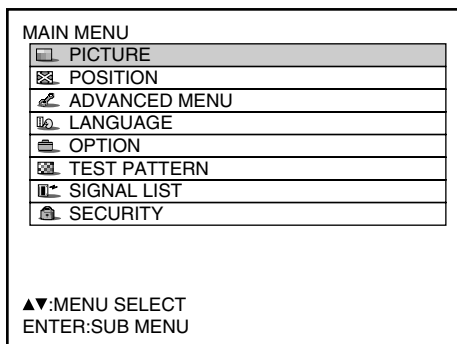 MAIN MENU
PICTURE
POSITION
ADVANCED MENU
LANGUAGE
OPTION
TEST PATTERN
SIGNAL LIST
SECURITY
▲▼:MENU SELECT
ENTER:SUB MENU